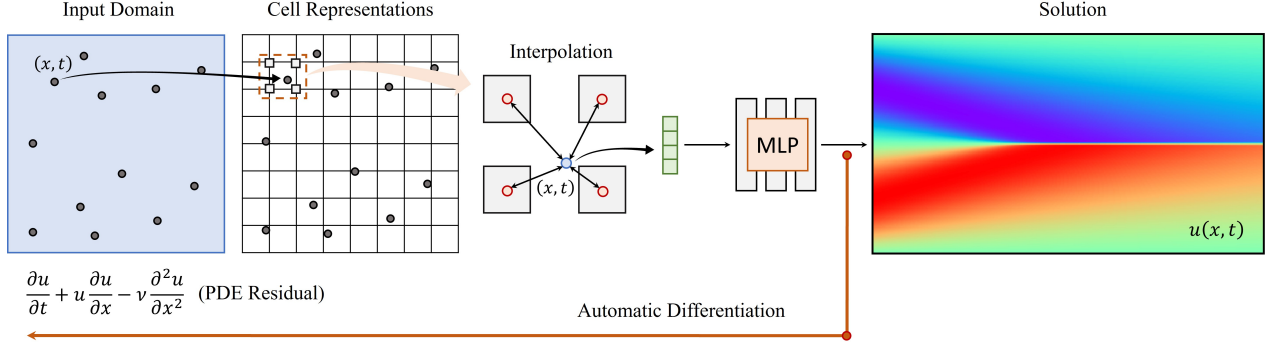 Input Domain
Cell Representations
Solution
Interpolation
(x, t)
(x, t)
MLP
u(x, t)
∂u/∂t + u ∂u/∂x − ν ∂²u/∂x² (PDE Residual)
Automatic Differentiation